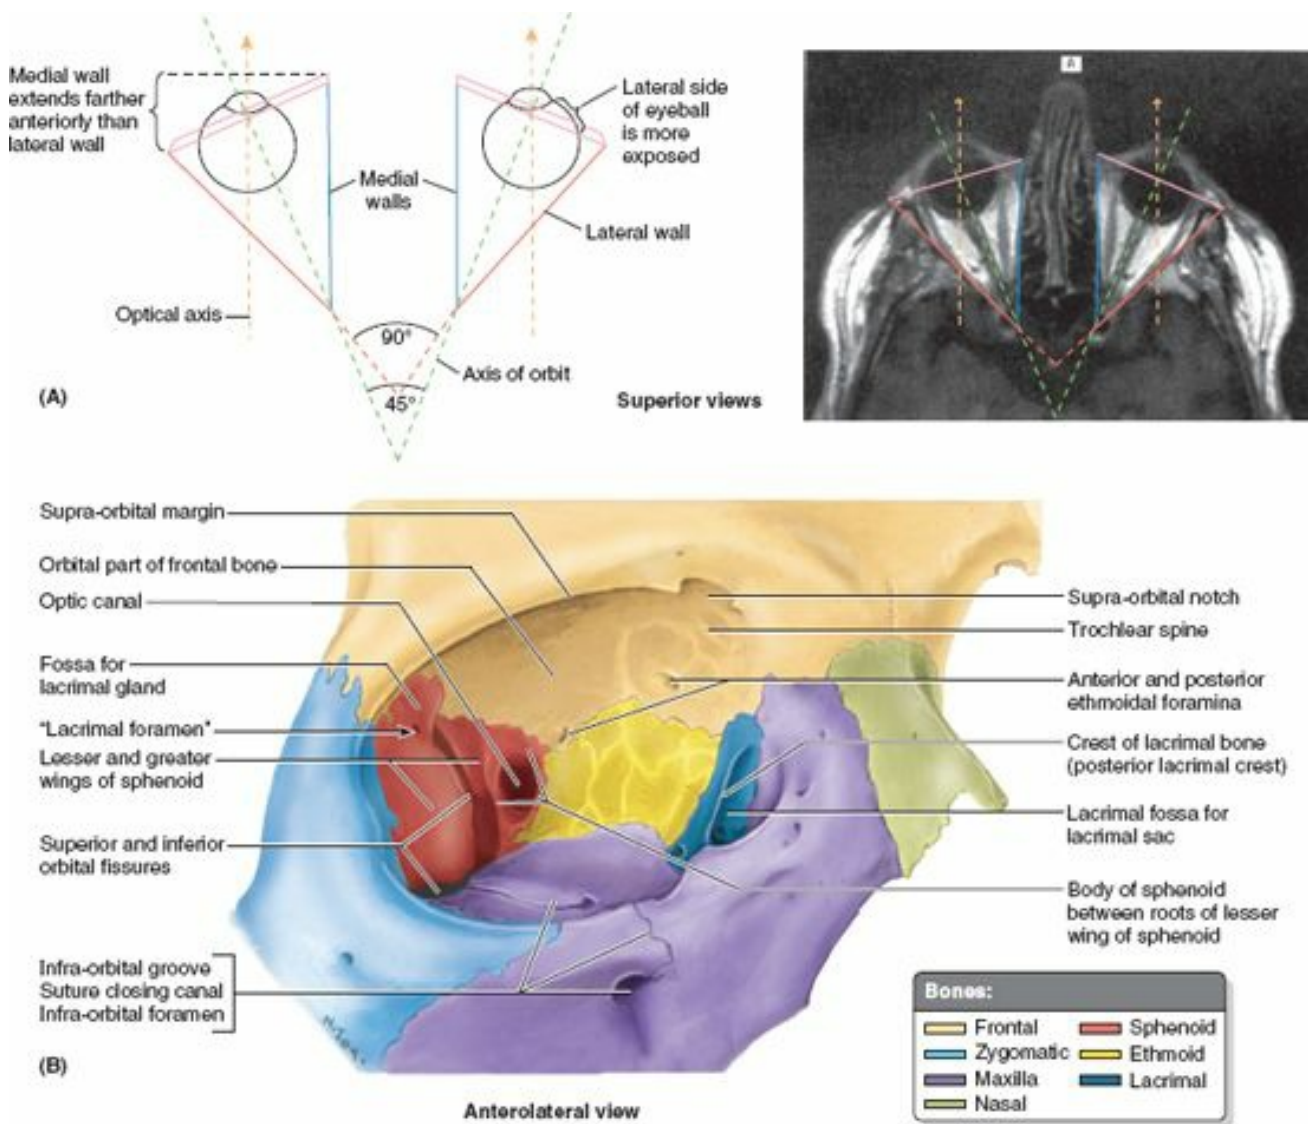 Medial wall
extends farther
anteriorly than
lateral wall
Lateral side
of eyeball
is more
exposed
Medial
walls
Lateral wall
Optical axis
90°
Axis of orbit
45°
(A)
Superior views
A
Supra-orbital margin
Orbital part of frontal bone
Optic canal
Fossa for
lacrimal gland
"Lacrimal foramen"
Lesser and greater
wings of sphenoid
Superior and inferior
orbital fissures
Infra-orbital groove
Suture closing canal
Infra-orbital foramen
(B)
Supra-orbital notch
Trochlear spine
Anterior and posterior
ethmoidal foramina
Crest of lacrimal bone
(posterior lacrimal crest)
Lacrimal fossa for
lacrimal sac
Body of sphenoid
between roots of lesser
wing of sphenoid
Bones:
Frontal
Sphenoid
Zygomatic
Ethmoid
Maxilla
Lacrimal
Nasal
Anterolateral view